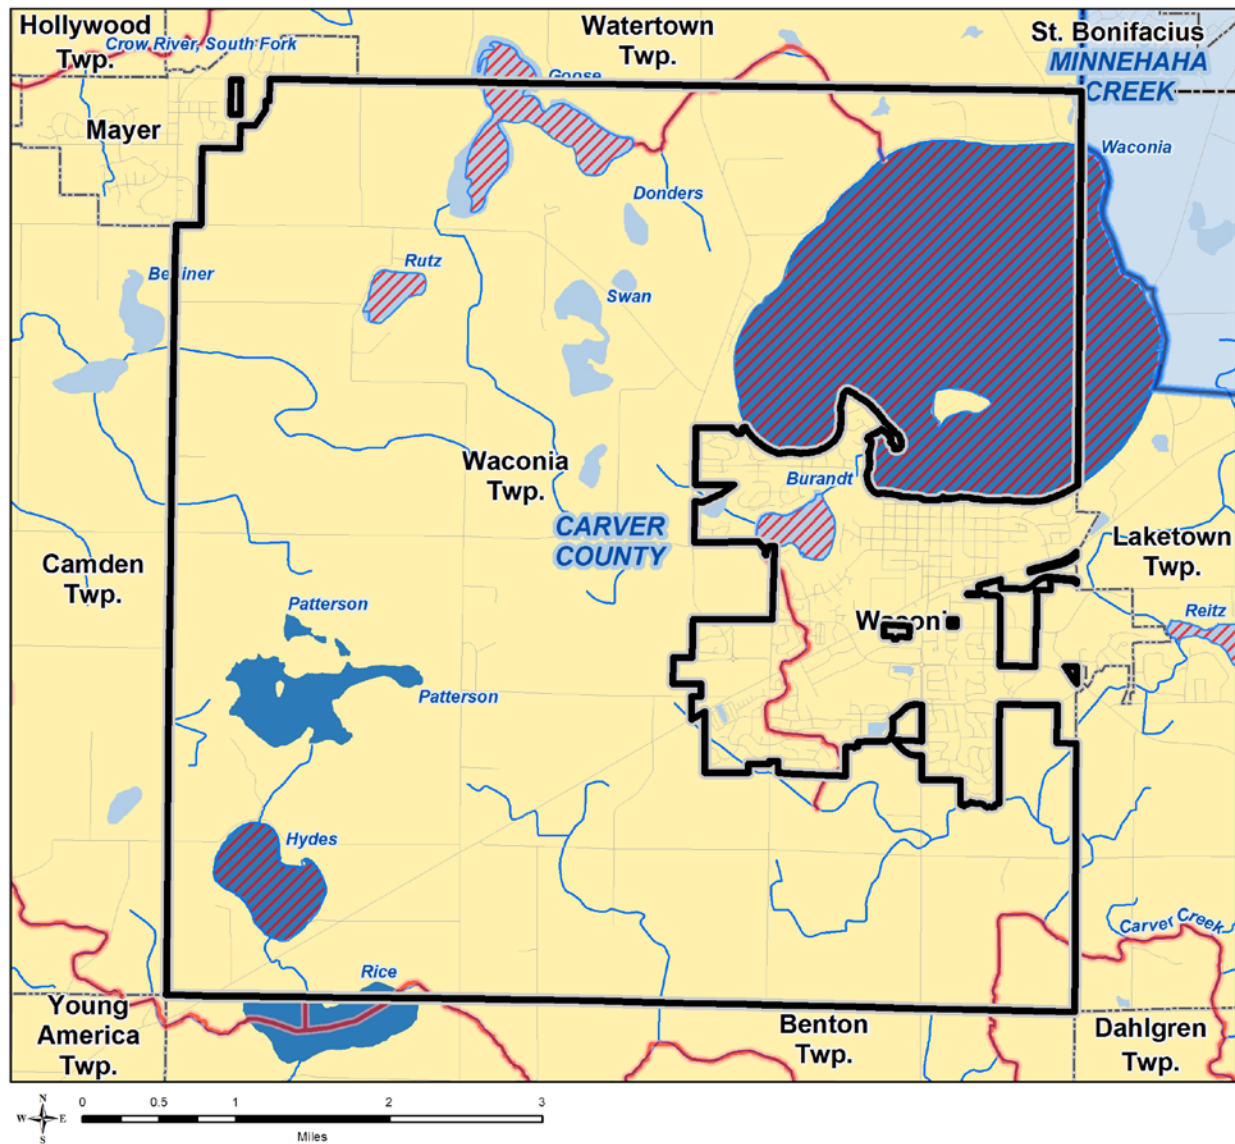 Hollywood
Twp.
Crow River, South Fork
Watertown
Twp.
St. Bonifacius
MINNEHAHA
CREEK
Goose
Mayer
Waconia
Donders
Rutz
Swan
Waconia
Twp.
Burandt
CARVER
COUNTY
Camden
Twp.
Laketown
Twp.
Patterson
Reitz
Patterson
Hydes
Carver Creek
Rice
Young
America
Twp.
Benton
Twp.
Dahlgren
Twp.
N
W E
S
0 0.5 1 2 3
Miles